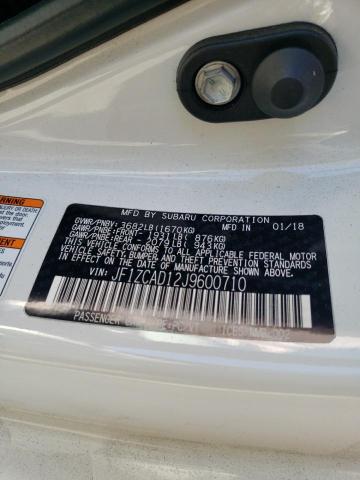 MFD BY SUBARU CORPORATION
MFD IN 01/18
GVWR/PNBV: 3682LB(1670KG)
GAWR/PNBE:FRONT- 1931LB( 876KG)
GAWR/PNBE:REAR - 2079LB( 943KG)
THIS VEHICLE CONFORMS TO ALL APPLICABLE FEDERAL MOTOR
VEHICLE SAFETY, BUMPER, AND THEFT PREVENTION STANDARDS
IN EFFECT ON THE DATE OF MANUFACTURE SHOWN ABOVE.
VIN: JF1ZCAD12J9600710
PASSENGER
WARNING